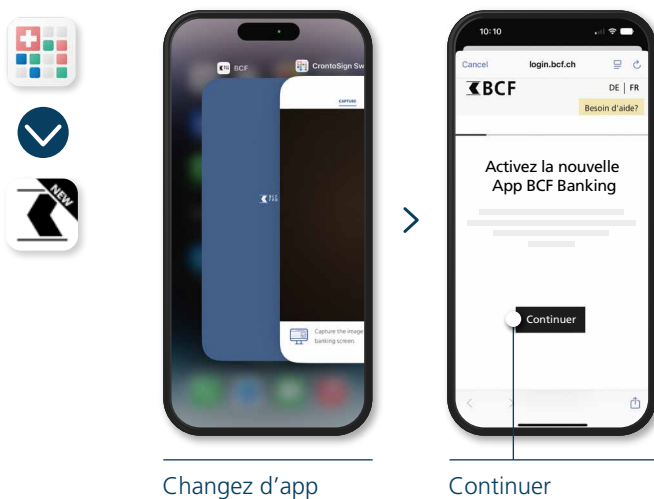 NEW
BCF
CrontoSign Sw
CAPTURE
Capture the image
banking screen.
10:10
Cancel
login.bcf.ch
BCF
DE | FR
Besoin d'aide?
Activez la nouvelle
App BCF Banking
Continuer
Changez d'app
Continuer